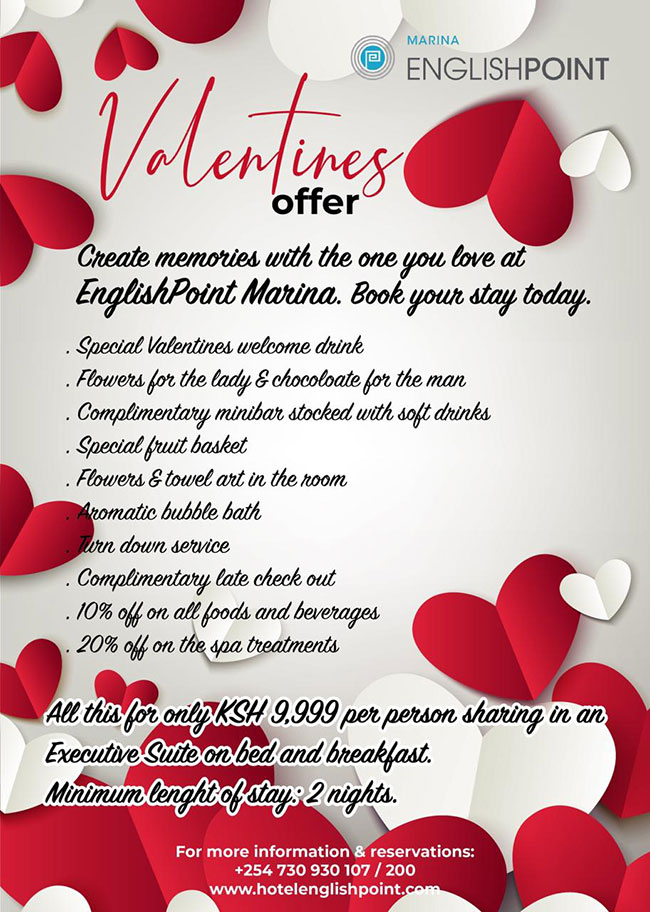 MARINA
ENGLISHPOINT
Valentines
offer
Create memories with the one you love at
EnglishPoint Marina. Book your stay today.
. Special Valentines welcome drink
. Flowers for the lady & chocoloate for the man
. Complimentary minibar stocked with soft drinks
. Special fruit basket
. Flowers & towel art in the room
. Aromatic bubble bath
. Turn down service
. Complimentary late check out
. 10% off on all foods and beverages
. 20% off on the spa treatments
All this for only KSH 9,999 per person sharing in an
Executive Suite on bed and breakfast.
Minimum lenght of stay: 2 nights.
For more information & reservations:
+254 730 930 107 / 200
www.hotelenglishpoint.com